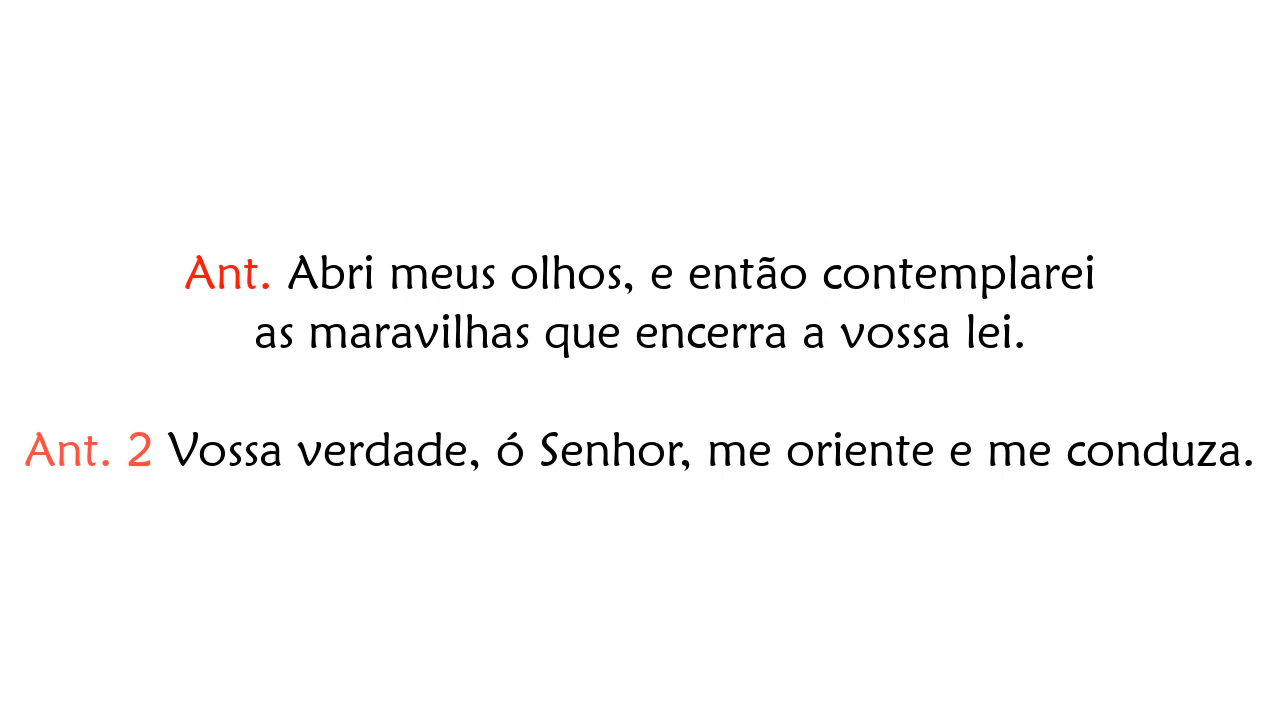 Ant. Abri meus olhos, e então contemplarei
as maravilhas que encerra a vossa lei.
Ant. 2 Vossa verdade, ó Senhor, me oriente e me conduza.